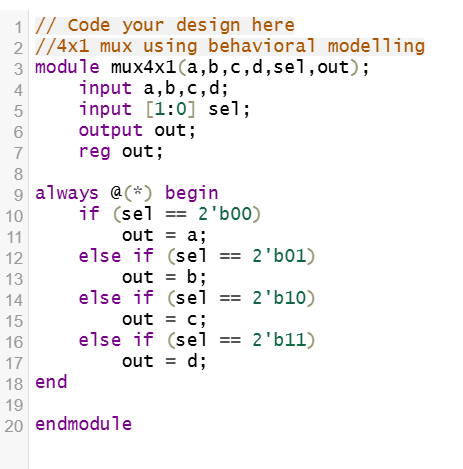 1 // Code your design here
2 //4x1 mux using behavioral modelling
3 module mux4x1(a,b,c,d,sel,out);
4     input a,b,c,d;
5     input [1:0] sel;
6     output out;
7     reg out;
8
9 always @(*) begin
10     if (sel == 2'b00)
11         out = a;
12     else if (sel == 2'b01)
13         out = b;
14     else if (sel == 2'b10)
15         out = c;
16     else if (sel == 2'b11)
17         out = d;
18 end
19
20 endmodule